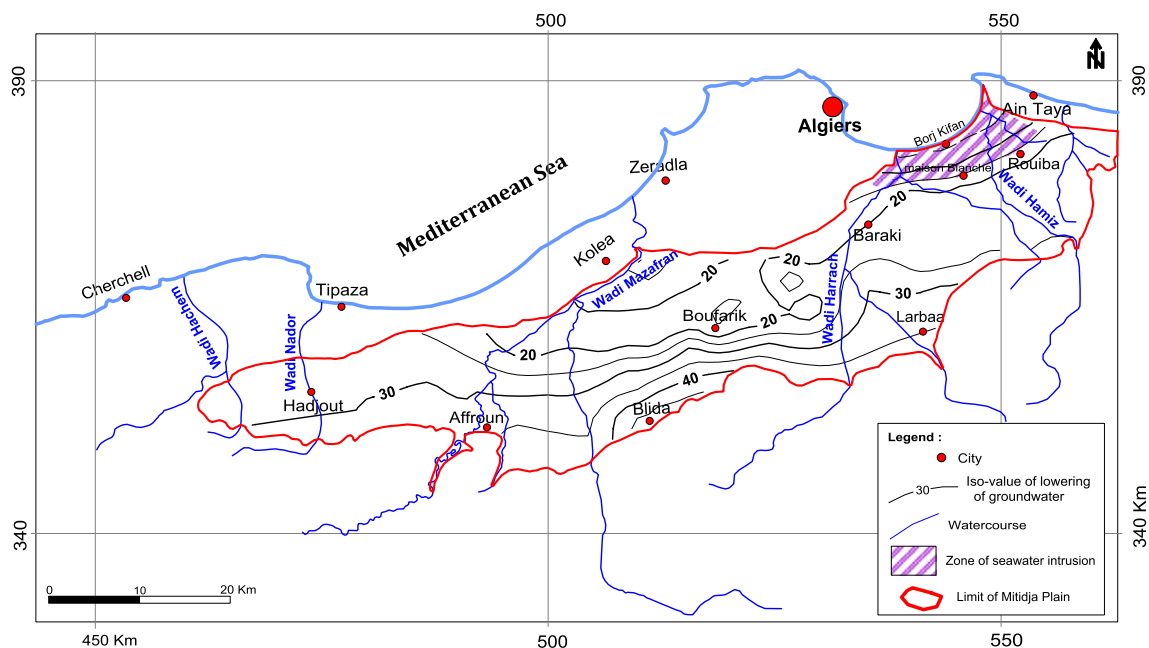 500
550
390
390
N
Ain Taya
Algiers
Borj Kifan
Zeradla
maison Blanche
Rouiba
Mediterranean Sea
Wadi Hamiz
20
Baraki
Kolea
Wadi Mazafran
20
20
Cherchell
Tipaza
30
Wadi Hachem
Wadi Nador
Wadi Harrach
Boufarik
20
Larbaa
20
40
30
Hadjout
Affroun
Blida
Legend :
City
30
Iso-value of lowering
of groundwater
Watercourse
Zone of seawater intrusion
Limit of Mitidja Plain
340
340 Km
0
10
20 Km
450 Km
500
550